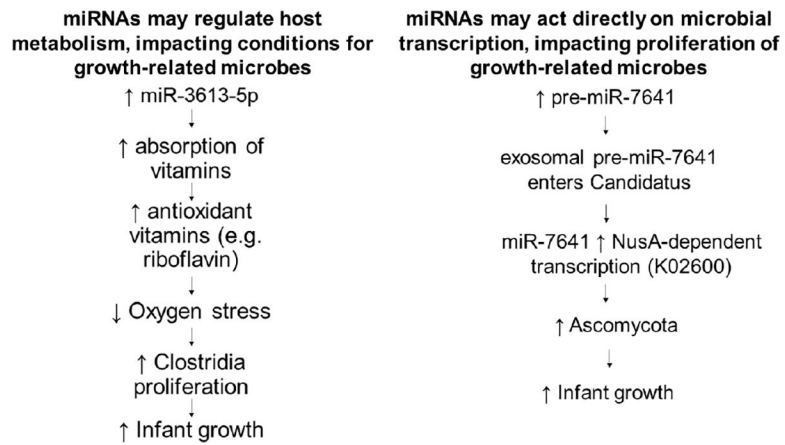 miRNAs may regulate host
metabolism, impacting conditions for
growth-related microbes
↑ miR-3613-5p
↓
↑ absorption of
vitamins
↓
↑ antioxidant
vitamins (e.g.
riboflavin)
↓
↓ Oxygen stress
↓
↑ Clostridia
proliferation
↓
↑ Infant growth
miRNAs may act directly on microbial
transcription, impacting proliferation of
growth-related microbes
↑ pre-miR-7641
↓
exosomal pre-miR-7641
enters Candidatus
↓
miR-7641 ↑ NusA-dependent
transcription (K02600)
↓
↑ Ascomycota
↓
↑ Infant growth